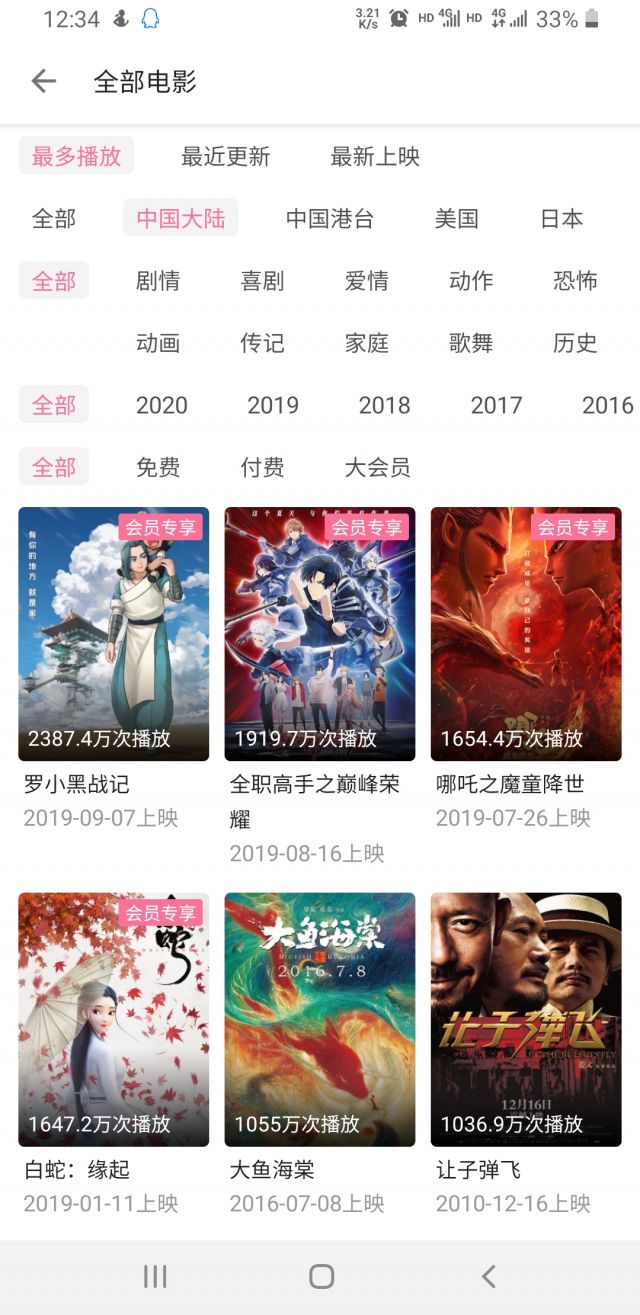 12:34
3.21 K/s HD 4G HD 4G 33%
全部电影
最多播放 最近更新 最新上映
全部 中国大陆 中国港台 美国 日本
全部 剧情 喜剧 爱情 动作 恐怖
动画 传记 家庭 歌舞 历史
全部 2020 2019 2018 2017 2016
全部 免费 付费 大会员
会员专享
有你的地方 就是家
2387.4万次播放
罗小黑战记
2019-09-07上映
会员专享
1919.7万次播放
全职高手之巅峰荣
耀
2019-08-16上映
会员专享
1654.4万次播放
哪吒之魔童降世
2019-07-26上映
会员专享
1647.2万次播放
白蛇：缘起
2019-01-11上映
大鱼海棠
BIGFISH BEGONIA
2016.7.8
1055万次播放
大鱼海棠
2016-07-08上映
让子弹飞
12月16日
1036.9万次播放
让子弹飞
2010-12-16上映